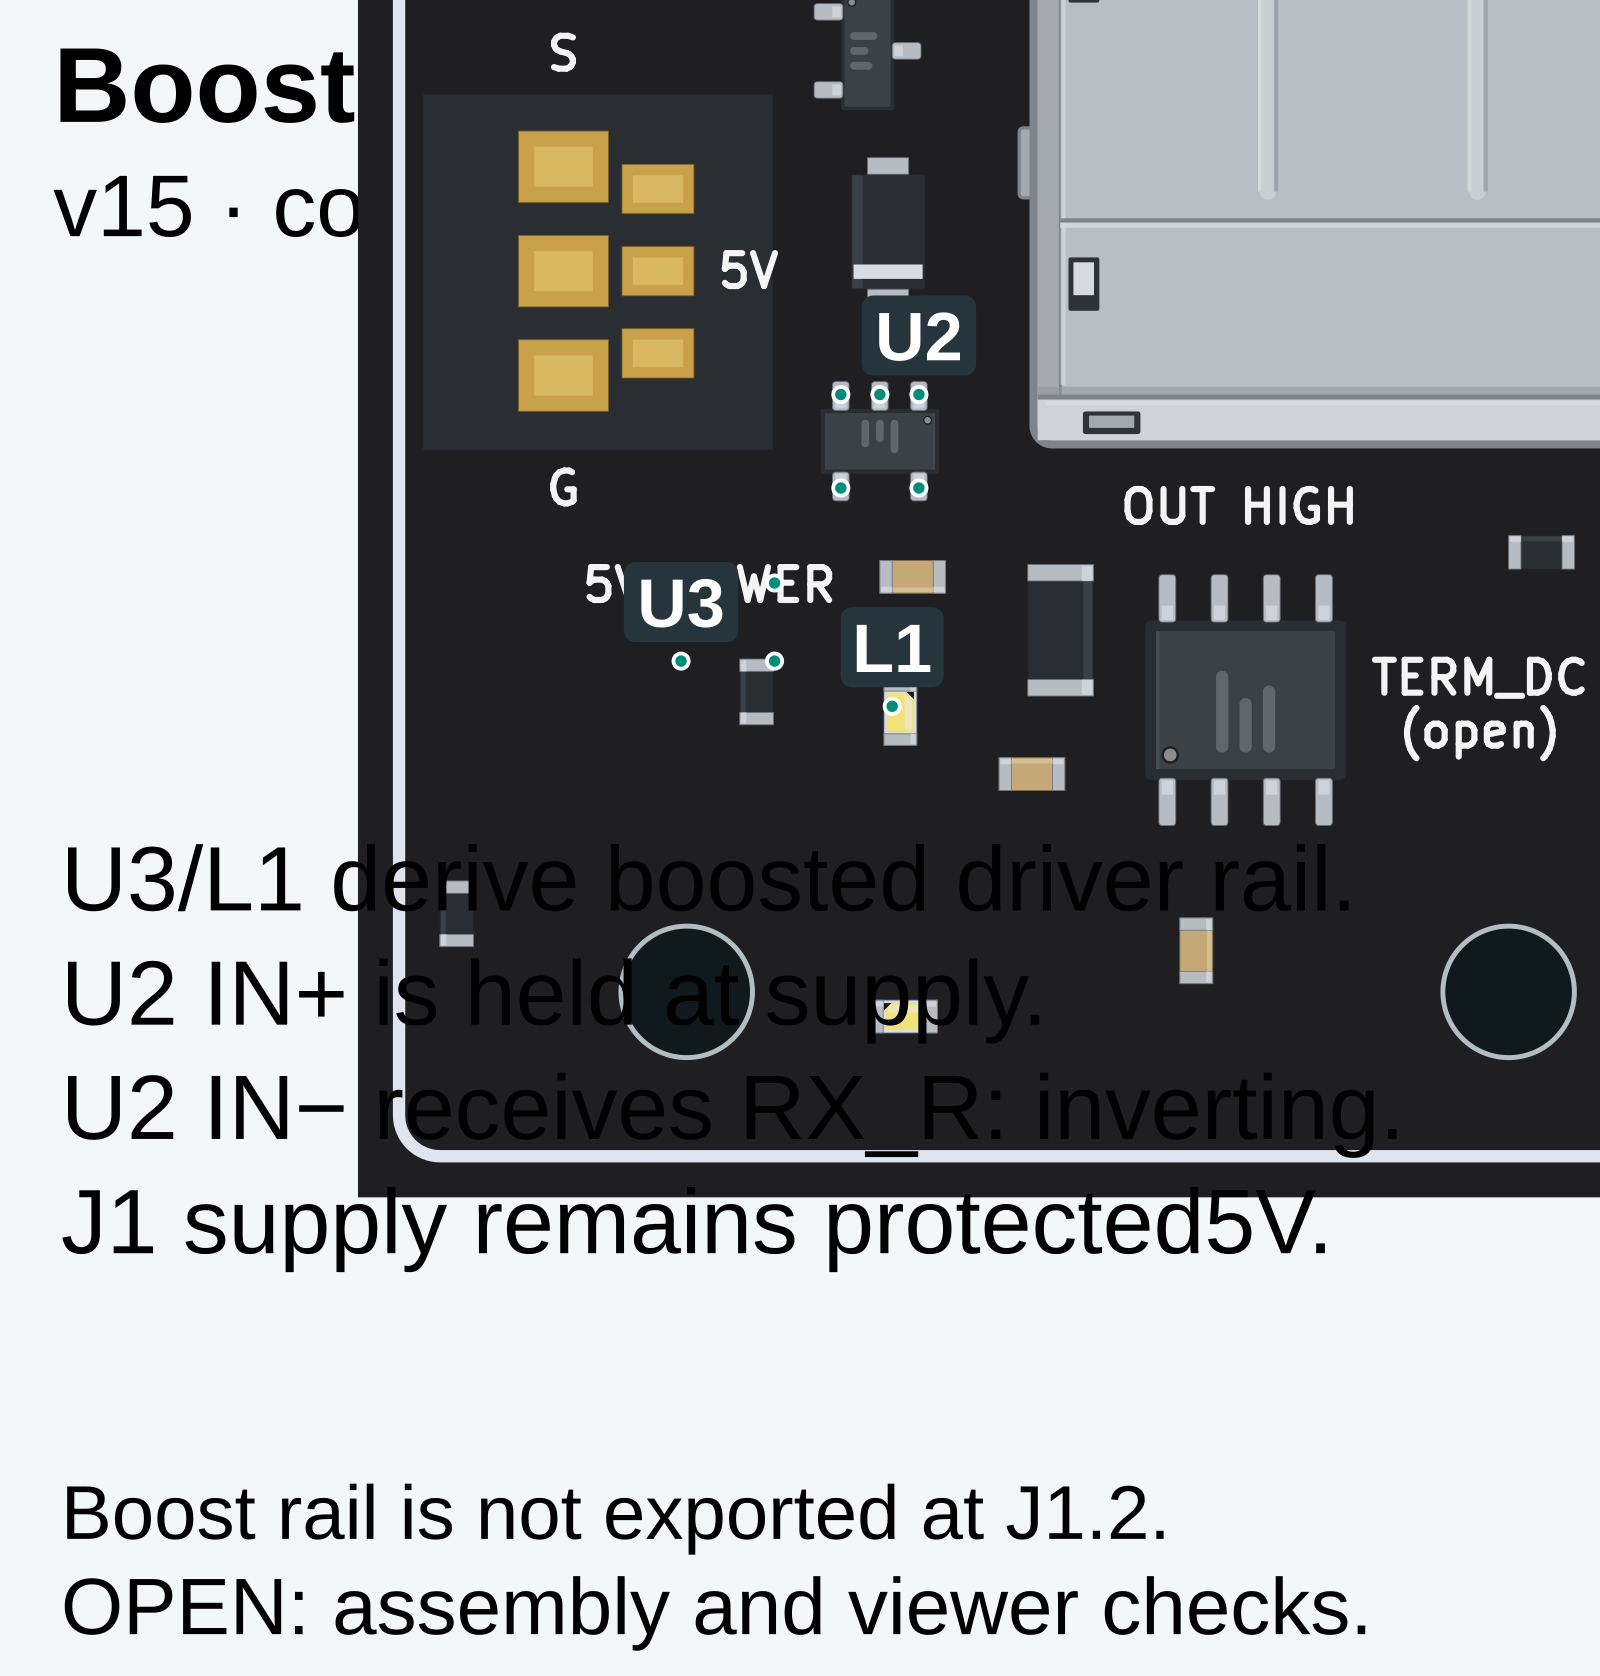 Boost
v15 · co
S
5V
U2
G
OUT HIGH
5V WER
U3
L1
TERM_DC
(open)
U3/L1 derive boosted driver rail.
U2 IN+ is held at supply.
U2 IN− receives RX_R: inverting.
J1 supply remains protected5V.
Boost rail is not exported at J1.2.
OPEN: assembly and viewer checks.